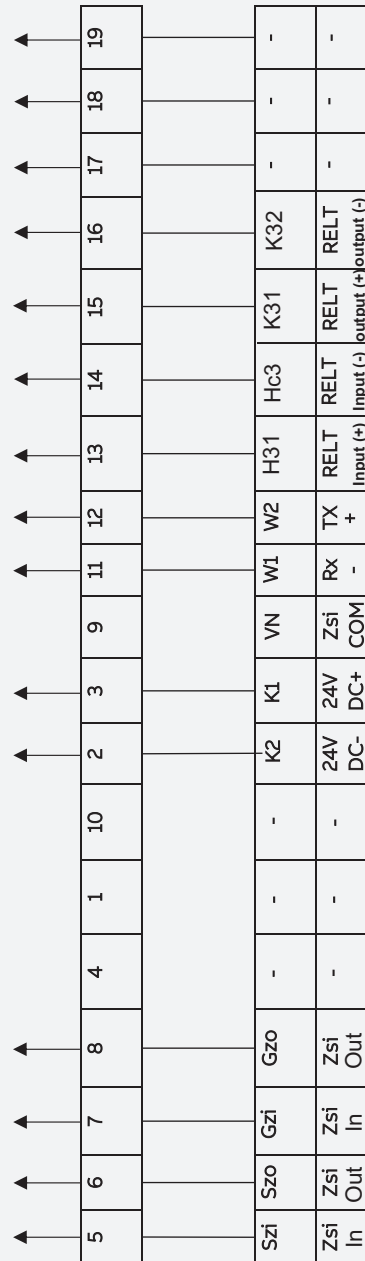 19 - -
18 - -
17 - -
16 K32 RELT output (-)
15 K31 RELT output (+)
14 Hc3 RELT Input (-)
13 H31 RELT Input (+)
12 W2 TX +
11 W1 Rx -
9 VN Zsi COM
3 K1 24V DC+
2 K2 24V DC-
10 - -
1 - -
4 - -
8 Gzo Zsi Out
7 Gzi Zsi In
6 Szo Zsi Out
5 Szi Zsi In